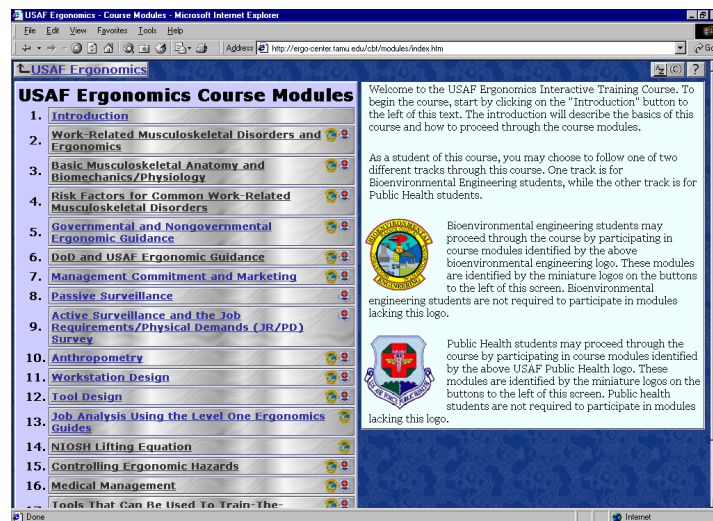 USAF Ergonomics - Course Modules - Microsoft Internet Explorer
File Edit View Favorites Tools Help
Address http://ergo-center.tamu.edu/cbt/modules/index.htm
USAF Ergonomics
AZ (C) ?
USAF Ergonomics Course Modules
1. Introduction
2. Work-Related Musculoskeletal Disorders and
Ergonomics
3. Basic Musculoskeletal Anatomy and
Biomechanics/Physiology
4. Risk Factors for Common Work-Related
Musculoskeletal Disorders
5. Governmental and Nongovernmental
Ergonomic Guidance
6. DoD and USAF Ergonomic Guidance
7. Management Commitment and Marketing
8. Passive Surveillance
9. Active Surveillance and the Job
Requirements/Physical Demands (JR/PD)
Survey
10. Anthropometry
11. Workstation Design
12. Tool Design
13. Job Analysis Using the Level One Ergonomics
Guides
14. NIOSH Lifting Equation
15. Controlling Ergonomic Hazards
16. Medical Management
Tools That Can Be Used To Train-The-
Welcome to the USAF Ergonomics Interactive Training Course. To
begin the course, start by clicking on the "Introduction" button to
the left of this text. The introduction will describe the basics of this
course and how to proceed through the course modules.
As a student of this course, you may choose to follow one of two
different tracks through this course. One track is for
Bioenvironmental Engineering students, while the other track is for
Public Health students.
BIOENVIRONMENTAL
ENGINEERING
Bioenvironmental engineering students may
proceed through the course by participating in
course modules identified by the above
bioenvironmental engineering logo. These modules
are identified by the miniature logos on the buttons
to the left of this screen. Bioenvironmental
engineering students are not required to participate in modules
lacking this logo.
Public Health students may proceed through the
course by participating in course modules identified
by the above USAF Public Health logo. These
modules are identified by the miniature logos on the
buttons to the left of this screen. Public health
students are not required to participate in modules
lacking this logo.
Done
Internet